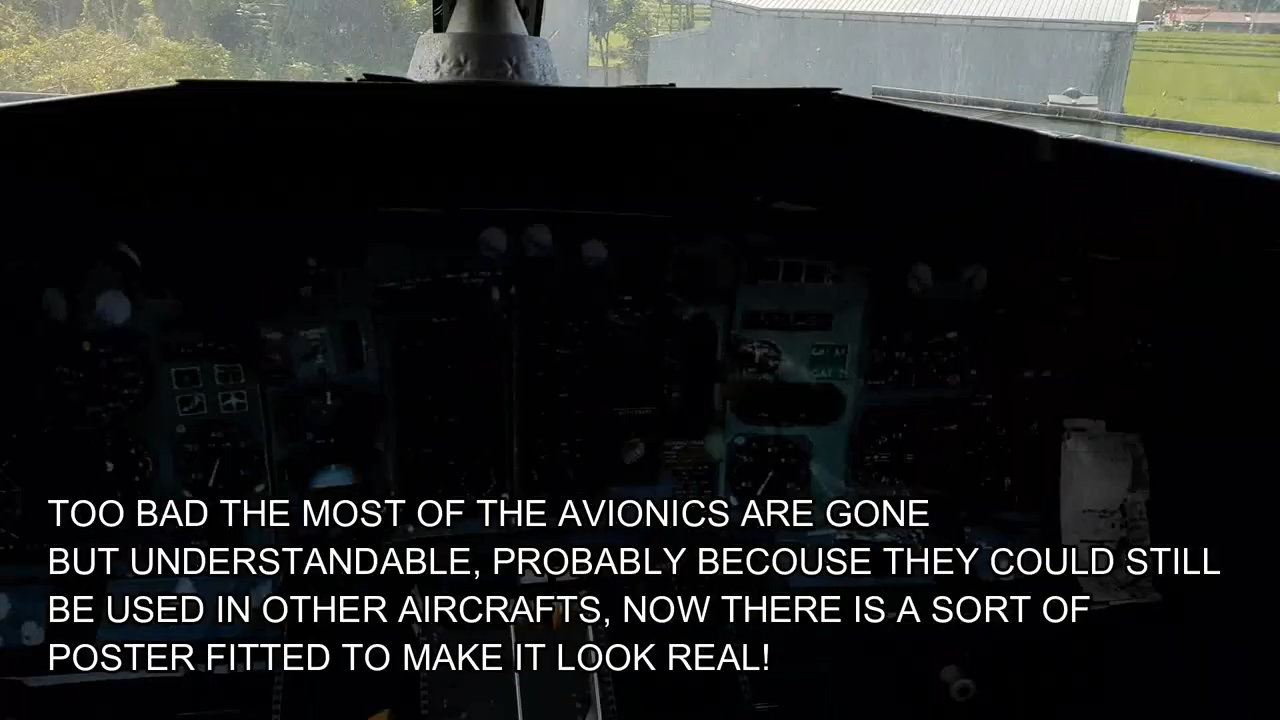 TOO BAD THE MOST OF THE AVIONICS ARE GONE
BUT UNDERSTANDABLE, PROBABLY BECOUSE THEY COULD STILL
BE USED IN OTHER AIRCRAFTS, NOW THERE IS A SORT OF
POSTER FITTED TO MAKE IT LOOK REAL!